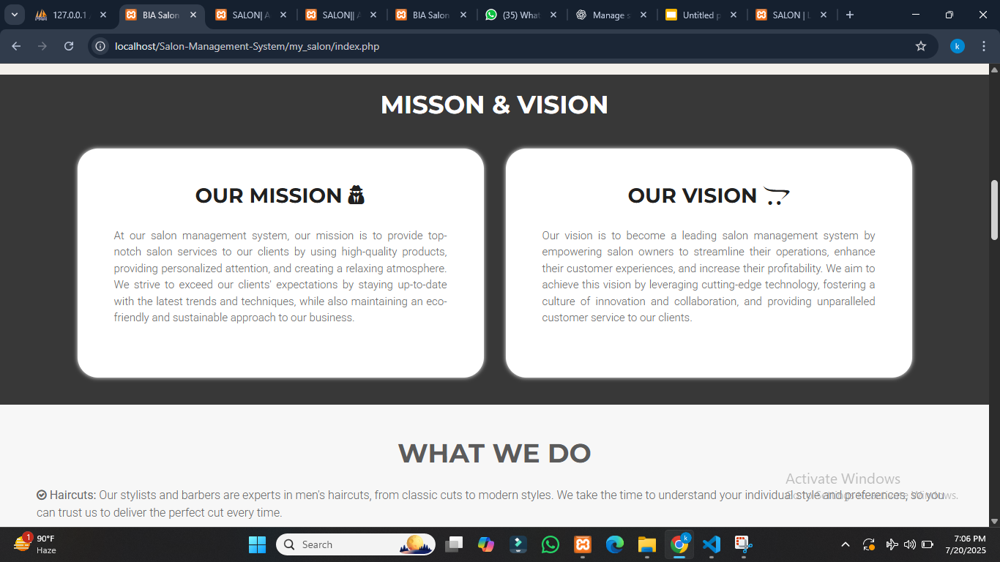 127.0.0.1
BIA Salon
SALON| A
SALON|| A
BIA Salon
(35) What
Manage s
Untitled p
SALON | L
localhost/Salon-Management-System/my_salon/index.php
k
MISSON & VISION
OUR MISSION
At our salon management system, our mission is to provide top-
notch salon services to our clients by using high-quality products,
providing personalized attention, and creating a relaxing atmosphere.
We strive to exceed our clients' expectations by staying up-to-date
with the latest trends and techniques, while also maintaining an eco-
friendly and sustainable approach to our business.
OUR VISION
Our vision is to become a leading salon management system by
empowering salon owners to streamline their operations, enhance
their customer experiences, and increase their profitability. We aim to
achieve this vision by leveraging cutting-edge technology, fostering a
culture of innovation and collaboration, and providing unparalleled
customer service to our clients.
WHAT WE DO
Haircuts: Our stylists and barbers are experts in men's haircuts, from classic cuts to modern styles. We take the time to understand your individual style and preferences, so you
can trust us to deliver the perfect cut every time.
Activate Windows
Go to Settings to activate Windows.
1
90°F
Haze
Search
k
7:06 PM
7/20/2025